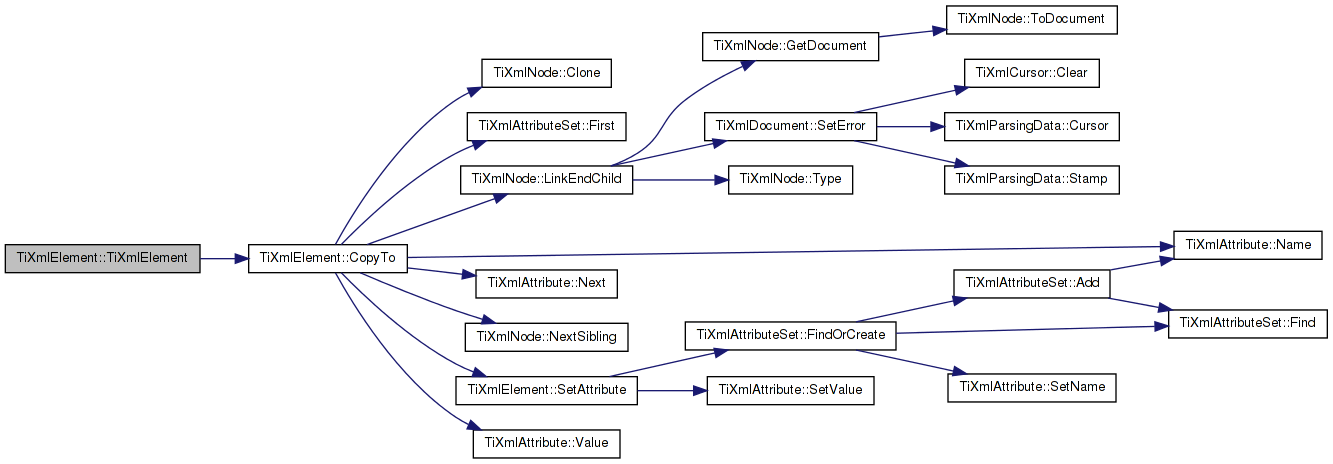 TiXmlNode::ToDocument
TiXmlNode::GetDocument
TiXmlNode::Clone
TiXmlCursor::Clear
TiXmlAttributeSet::First
TiXmlDocument::SetError
TiXmlParsingData::Cursor
TiXmlNode::LinkEndChild
TiXmlNode::Type
TiXmlParsingData::Stamp
TiXmlElement::TiXmlElement
TiXmlElement::CopyTo
TiXmlAttribute::Name
TiXmlAttribute::Next
TiXmlAttributeSet::Add
TiXmlAttributeSet::Find
TiXmlNode::NextSibling
TiXmlAttributeSet::FindOrCreate
TiXmlElement::SetAttribute
TiXmlAttribute::SetValue
TiXmlAttribute::SetName
TiXmlAttribute::Value